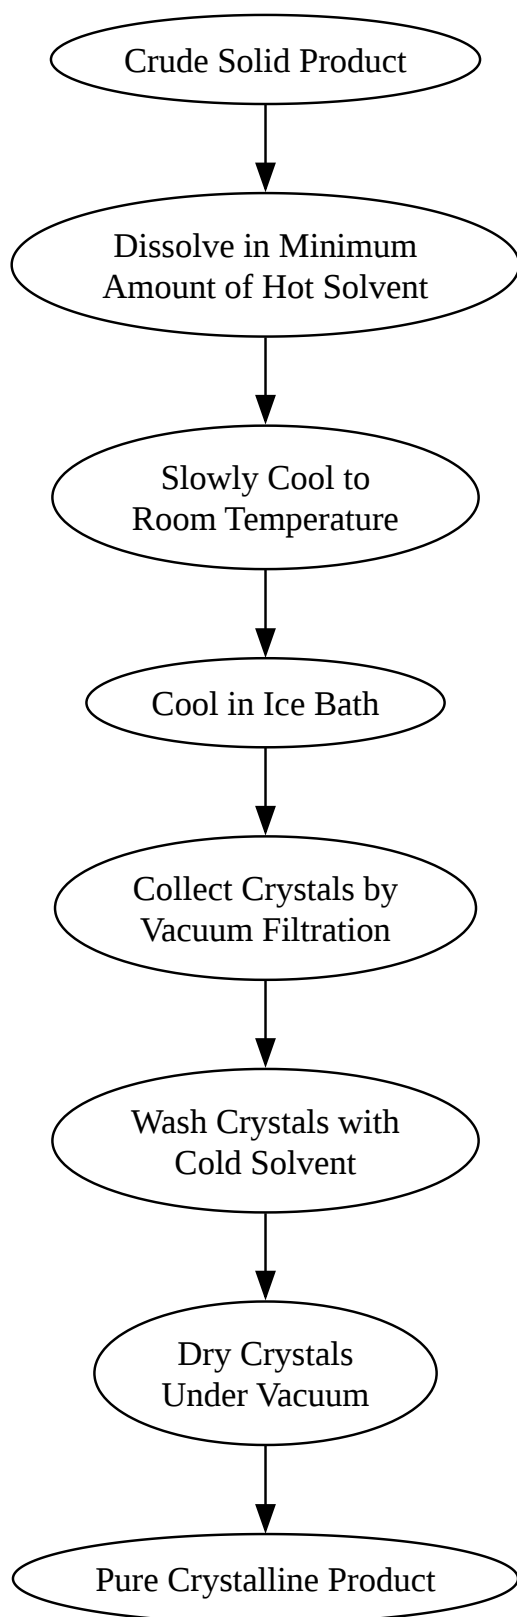 Crude Solid Product
Dissolve in Minimum
Amount of Hot Solvent
Slowly Cool to
Room Temperature
Cool in Ice Bath
Collect Crystals by
Vacuum Filtration
Wash Crystals with
Cold Solvent
Dry Crystals
Under Vacuum
Pure Crystalline Product